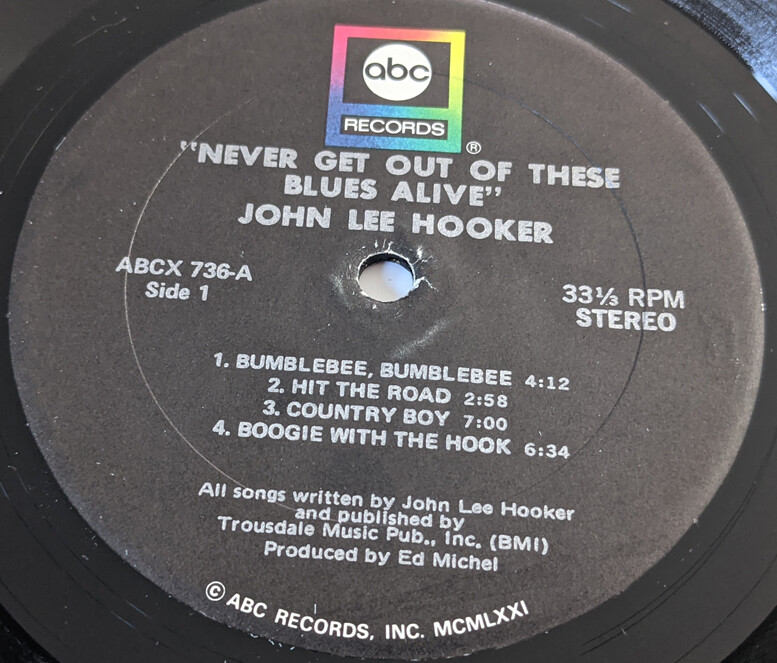 abc
RECORDS
®
"NEVER GET OUT OF THESE
BLUES ALIVE"
JOHN LEE HOOKER
ABCX 736-A
Side 1
33⅓ RPM
STEREO
1. BUMBLEBEE, BUMBLEBEE 4:12
2. HIT THE ROAD 2:58
3. COUNTRY BOY 7:00
4. BOOGIE WITH THE HOOK 6:34
All songs written by John Lee Hooker
and published by
Trousdale Music Pub., Inc. (BMI)
Produced by Ed Michel
© ABC RECORDS, INC. MCMLXXI